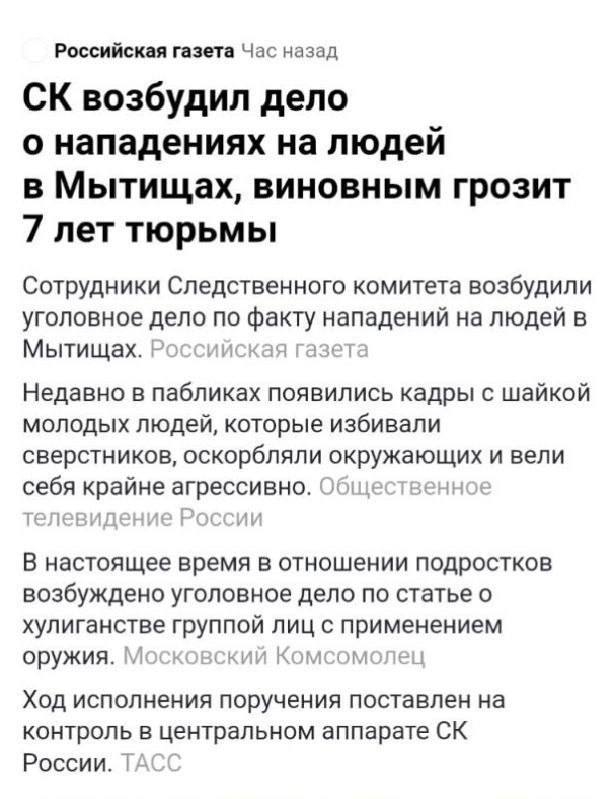 Российская газета Час назад
СК возбудил дело
о нападениях на людей
в Мытищах, виновным грозит
7 лет тюрьмы
Сотрудники Следственного комитета возбудили
уголовное дело по факту нападений на людей в
Мытищах. Российская газета
Недавно в пабликах появились кадры с шайкой
молодых людей, которые избивали
сверстников, оскорбляли окружающих и вели
себя крайне агрессивно. Общественное
телевидение России
В настоящее время в отношении подростков
возбуждено уголовное дело по статье о
хулиганстве группой лиц с применением
оружия. Московский Комсомолец
Ход исполнения поручения поставлен на
контроль в центральном аппарате СК
России. ТАСС